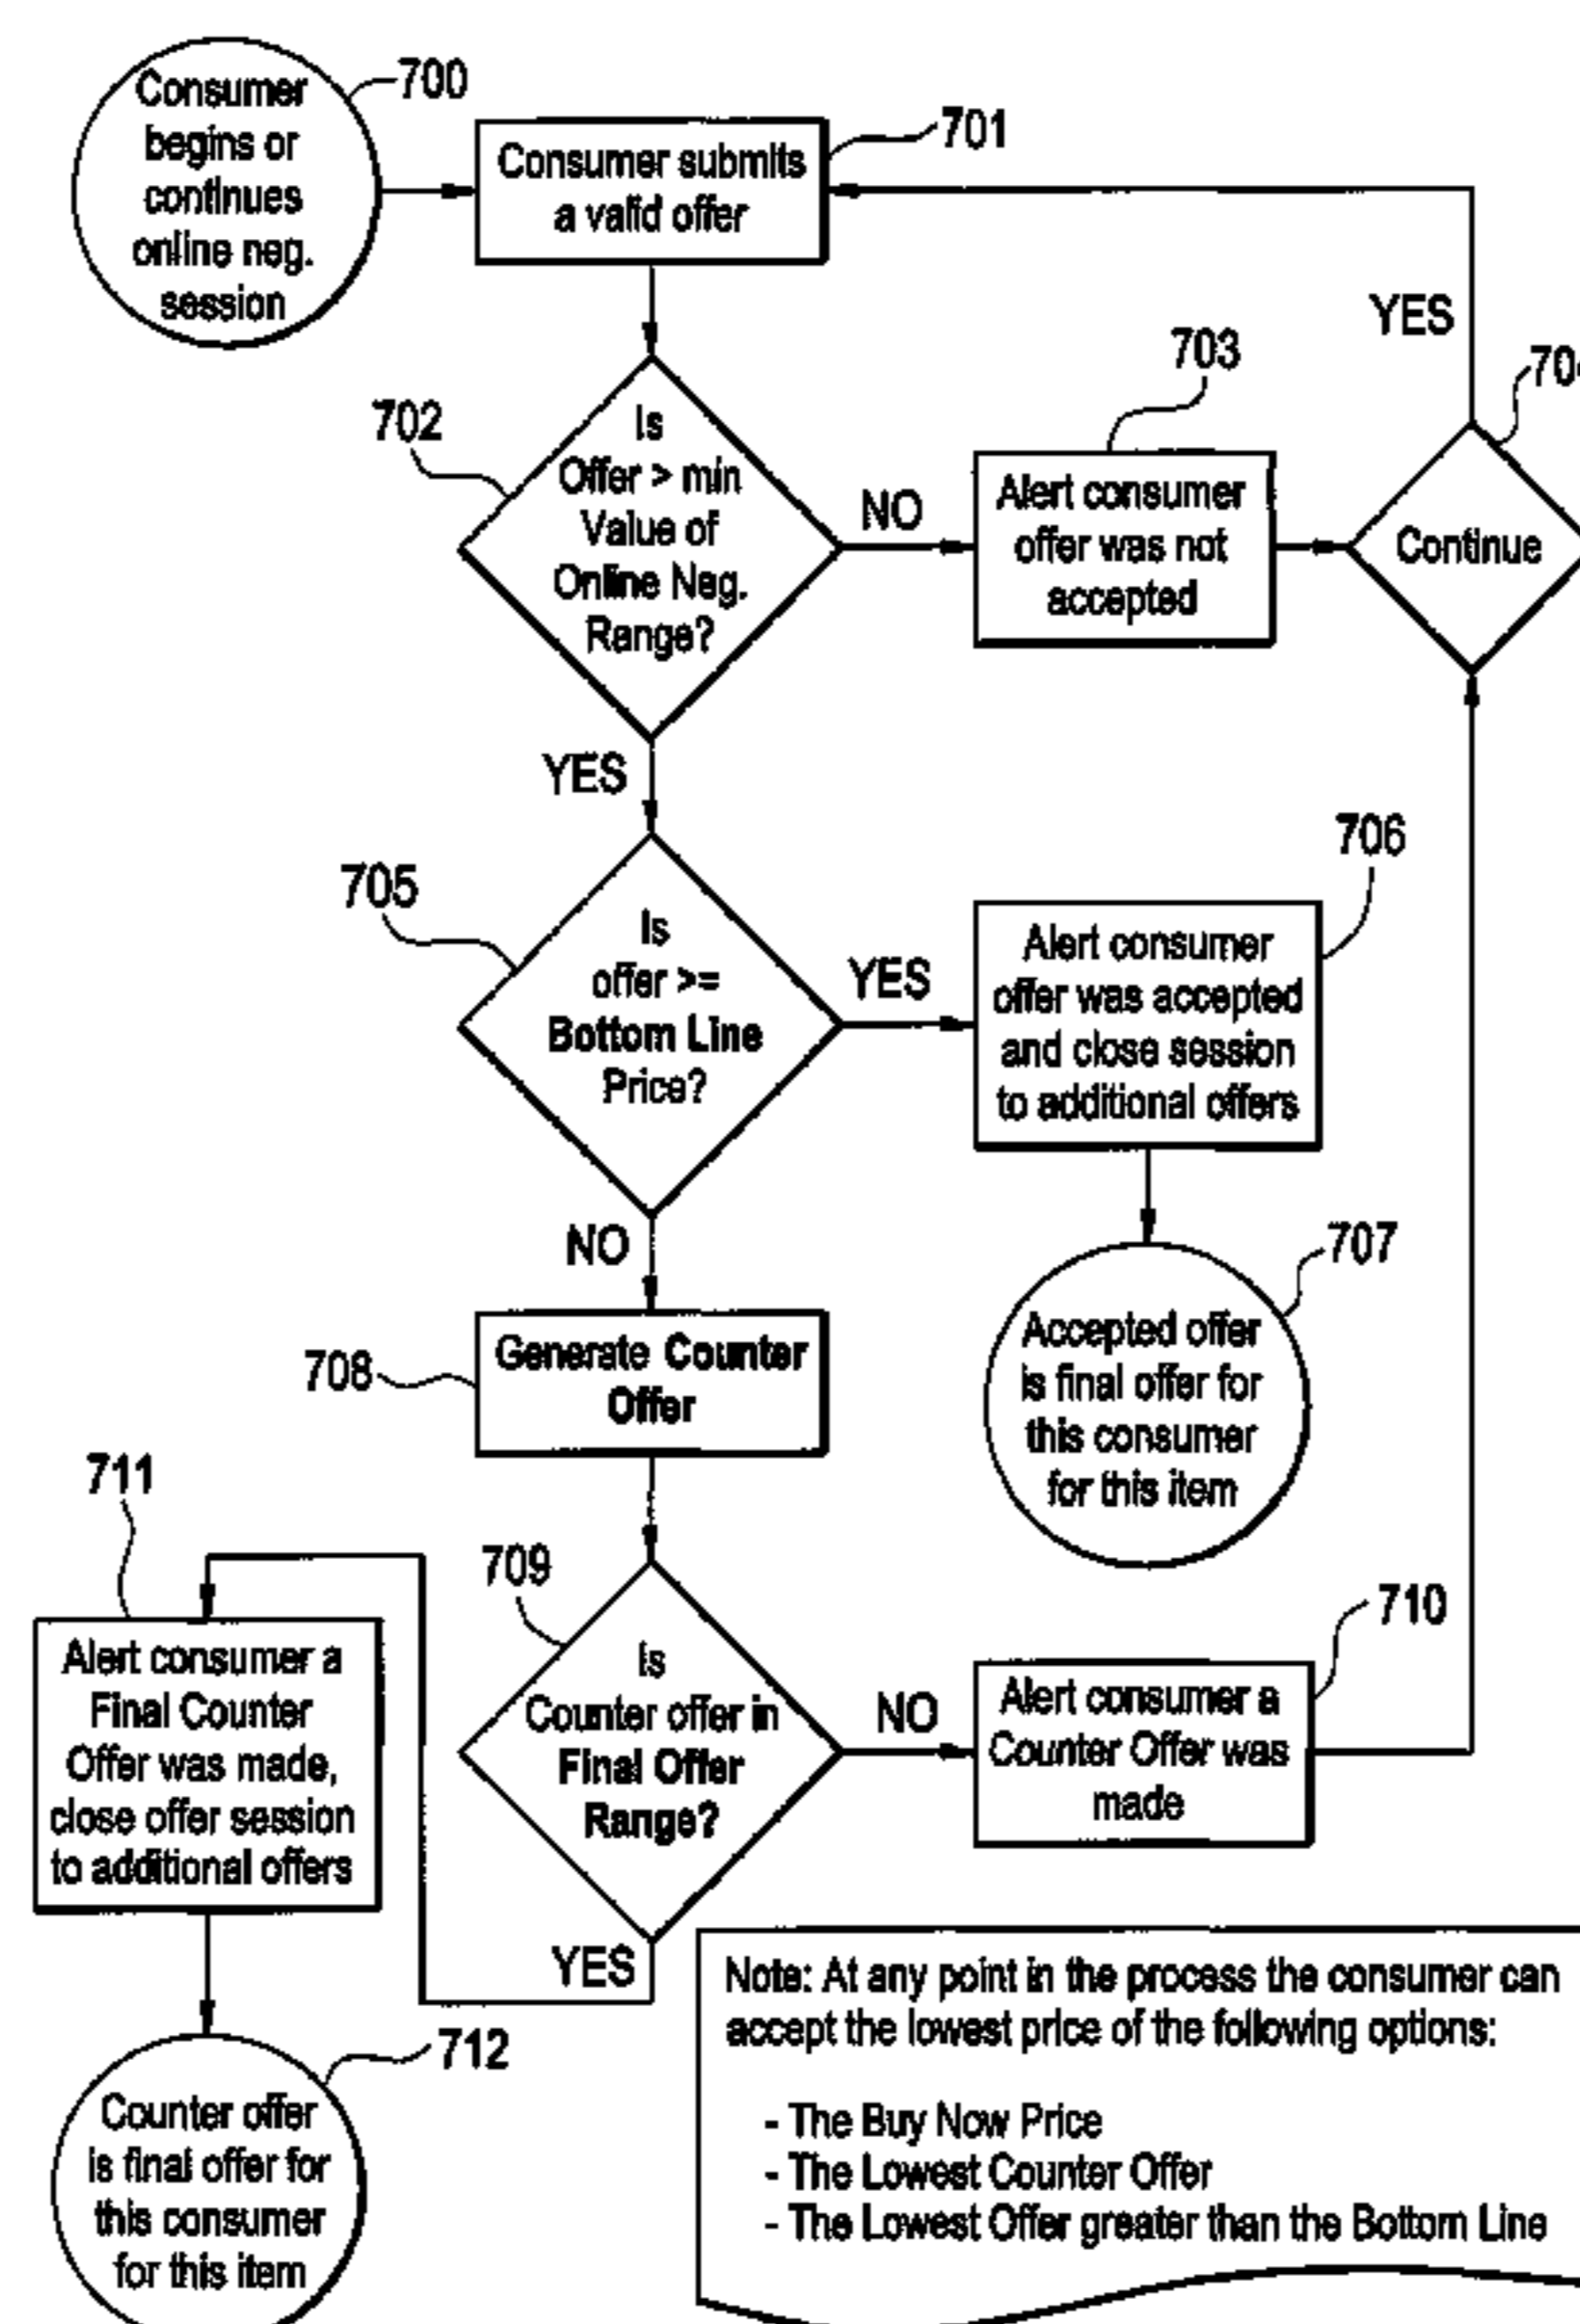 Consumer
begins or
continues
online neg.
session
700
Consumer submits
a valid offer
701
Is
Offer > min
Value of
Online Neg.
Range?
702
NO
Alert consumer
offer was not
accepted
703
YES
Continue
YES
Is
offer >=
Bottom Line
Price?
705
YES
Alert consumer
offer was accepted
and close session
to additional offers
706
Accepted offer
is final offer for
this consumer
for this item
707
NO
Generate Counter
Offer
708
Is
Counter offer in
Final Offer
Range?
709
NO
Alert consumer a
Counter Offer was
made
710
YES
711
Alert consumer a
Final Counter
Offer was made,
close offer session
to additional offers
712
Counter offer
is final offer for
this consumer
for this item
Note: At any point in the process the consumer can
accept the lowest price of the following options:
- The Buy Now Price
- The Lowest Counter Offer
- The Lowest Offer greater than the Bottom Line